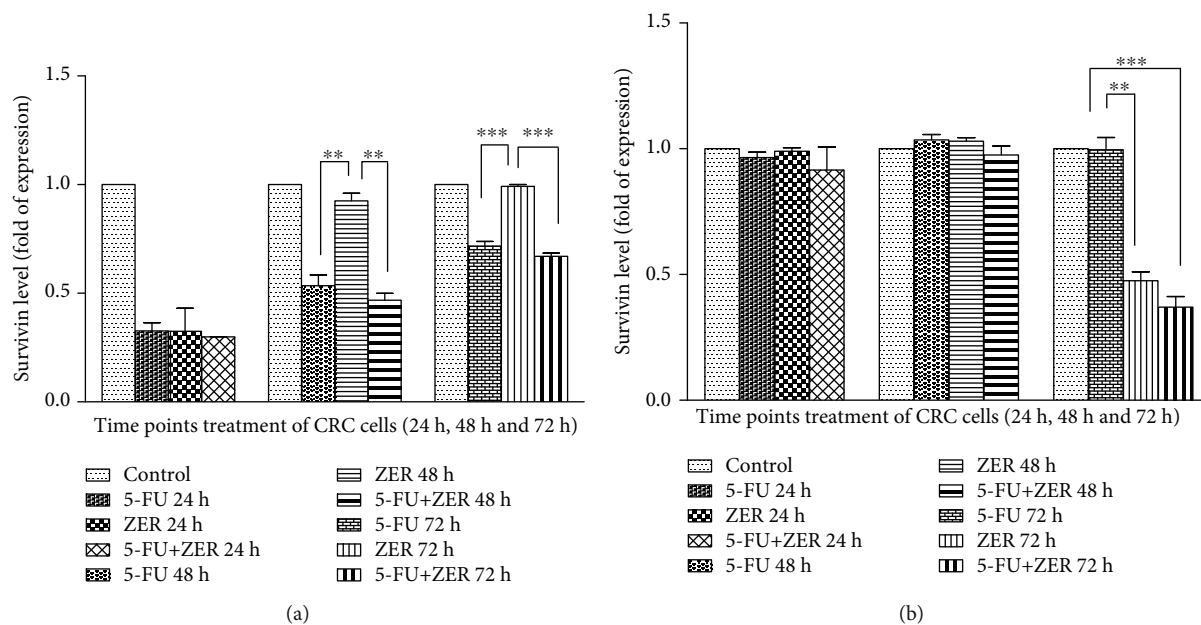 Survivin level (fold of expression)
1.5
1.0
0.5
0.0
**
**
***
***
Time points treatment of CRC cells (24 h, 48 h and 72 h)
Control
5-FU 24 h
ZER 24 h
5-FU+ZER 24 h
5-FU 48 h
ZER 48 h
5-FU+ZER 48 h
5-FU 72 h
ZER 72 h
5-FU+ZER 72 h
(a)
Survivin level (fold of expression)
1.5
1.0
0.5
0.0
***
**
Time points treatment of CRC cells (24 h, 48 h and 72 h)
Control
5-FU 24 h
ZER 24 h
5-FU+ZER 24 h
5-FU 48 h
ZER 48 h
5-FU+ZER 48 h
5-FU 72 h
ZER 72 h
5-FU+ZER 72 h
(b)